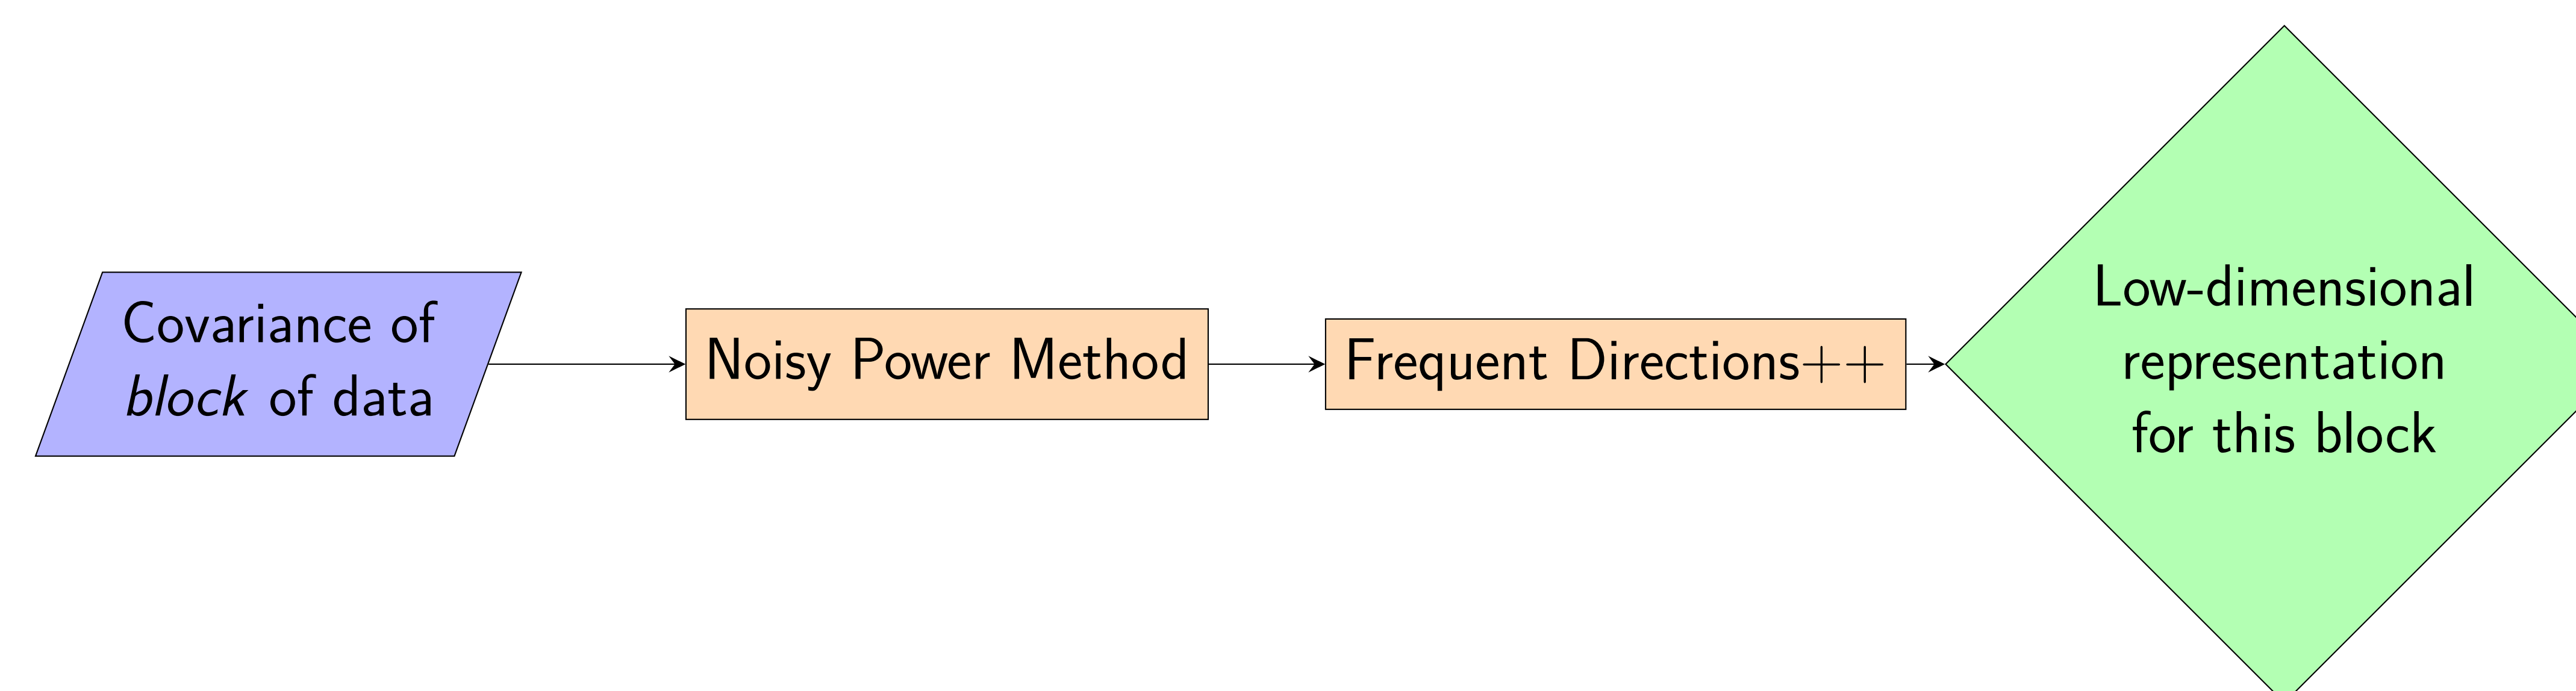 Covariance of
block of data
Noisy Power Method
Frequent Directions++
Low-dimensional
representation
for this block